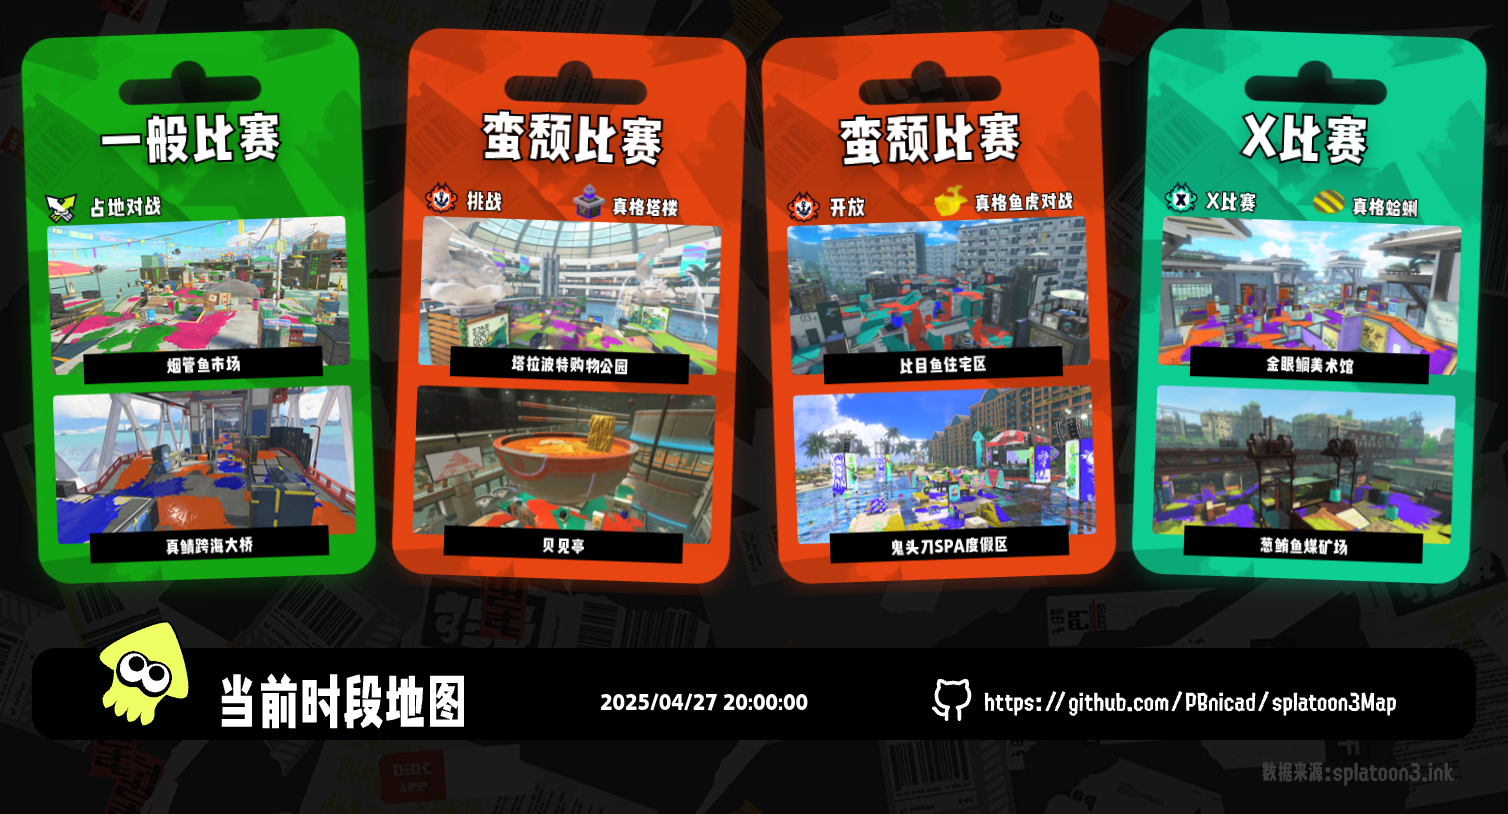 一般比赛
占地对战
烟管鱼市场
真鲭跨海大桥
蛮颓比赛
挑战
真格塔楼
塔拉波特购物公园
贝见亭
蛮颓比赛
开放
真格鱼虎对战
比目鱼住宅区
鬼头刀SPA度假区
X比赛
X比赛
真格蛤蜊
金眼鲷美术馆
葱鲔鱼煤矿场
当前时段地图
2025/04/27 20:00:00
https://github.com/PBnicad/splatoon3Map
数据来源:splatoon3.ink